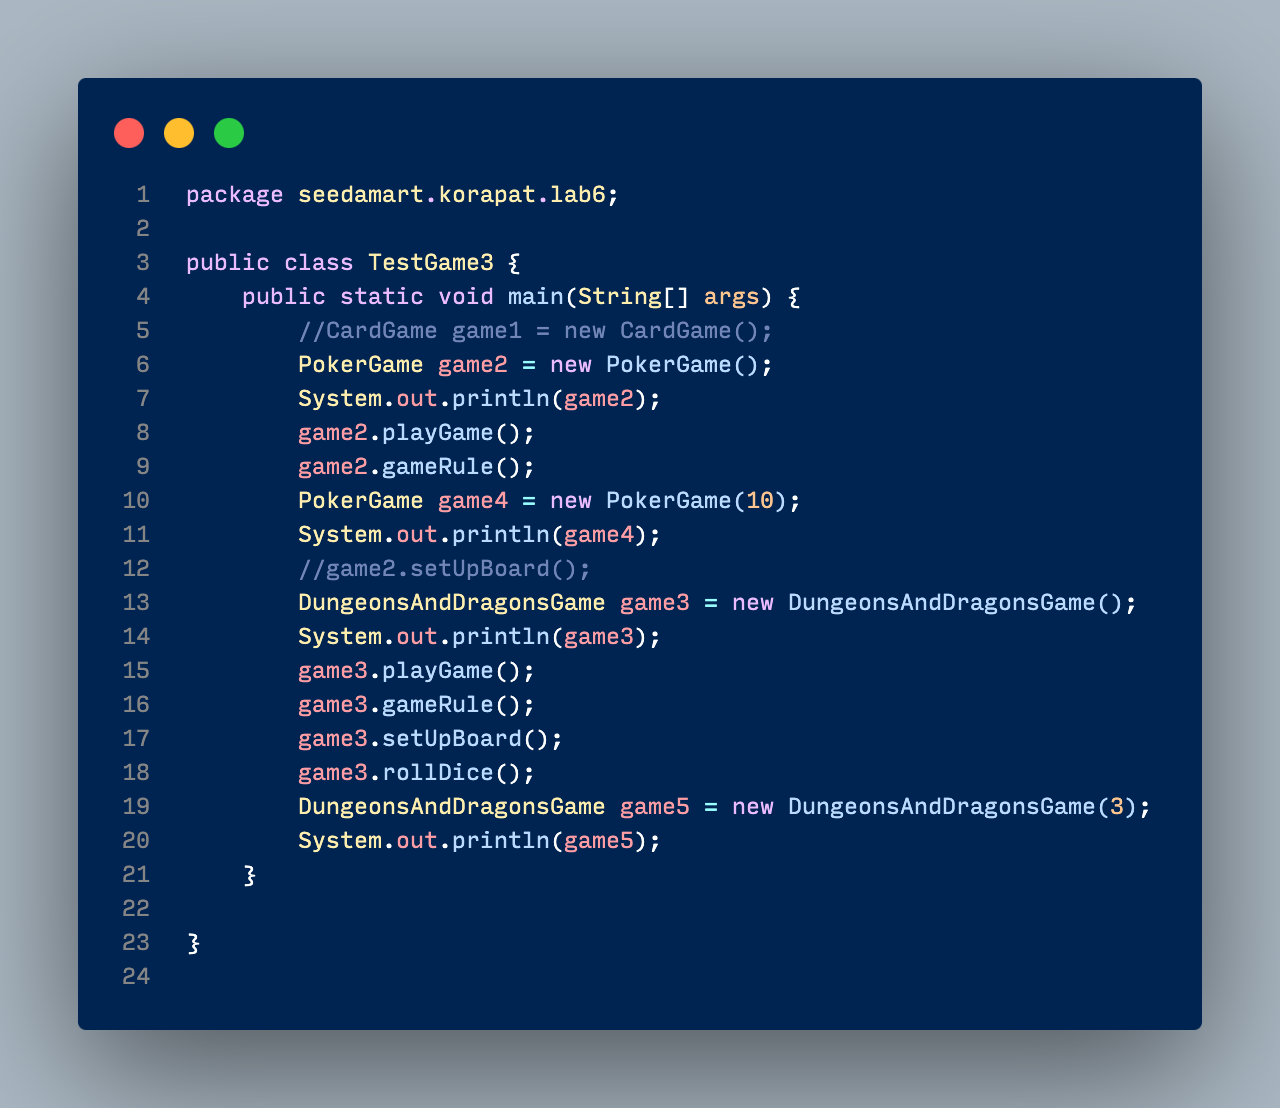 1 package seedamart.korapat.lab6;
2
3 public class TestGame3 {
4     public static void main(String[] args) {
5         //CardGame game1 = new CardGame();
6         PokerGame game2 = new PokerGame();
7         System.out.println(game2);
8         game2.playGame();
9         game2.gameRule();
10         PokerGame game4 = new PokerGame(10);
11         System.out.println(game4);
12         //game2.setUpBoard();
13         DungeonsAndDragonsGame game3 = new DungeonsAndDragonsGame();
14         System.out.println(game3);
15         game3.playGame();
16         game3.gameRule();
17         game3.setUpBoard();
18         game3.rollDice();
19         DungeonsAndDragonsGame game5 = new DungeonsAndDragonsGame(3);
20         System.out.println(game5);
21     }
22
23 }
24